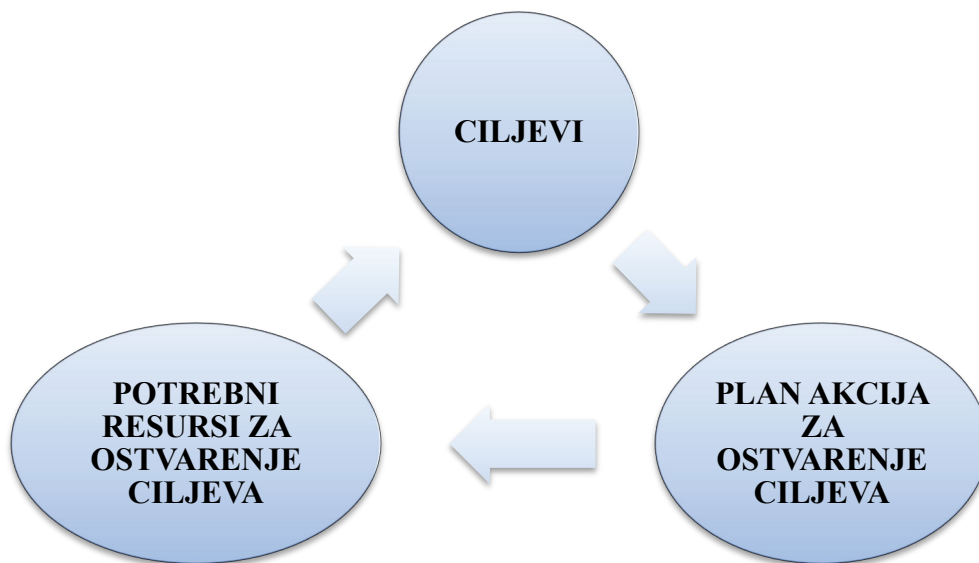 CILJEVI
PLAN AKCIJA
ZA
OSTVARENJE
CILJEVA
POTREBNI
RESURSI ZA
OSTVARENJE
CILJEVA